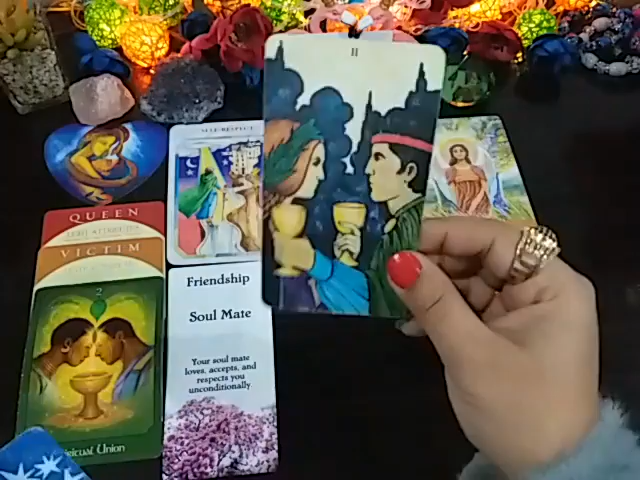 II
SELF-RESPECT
QUEEN
VICTIM
2
Spiritual Union
Friendship
Soul Mate
Your soul mate
loves, accepts, and
respects you
unconditionally.